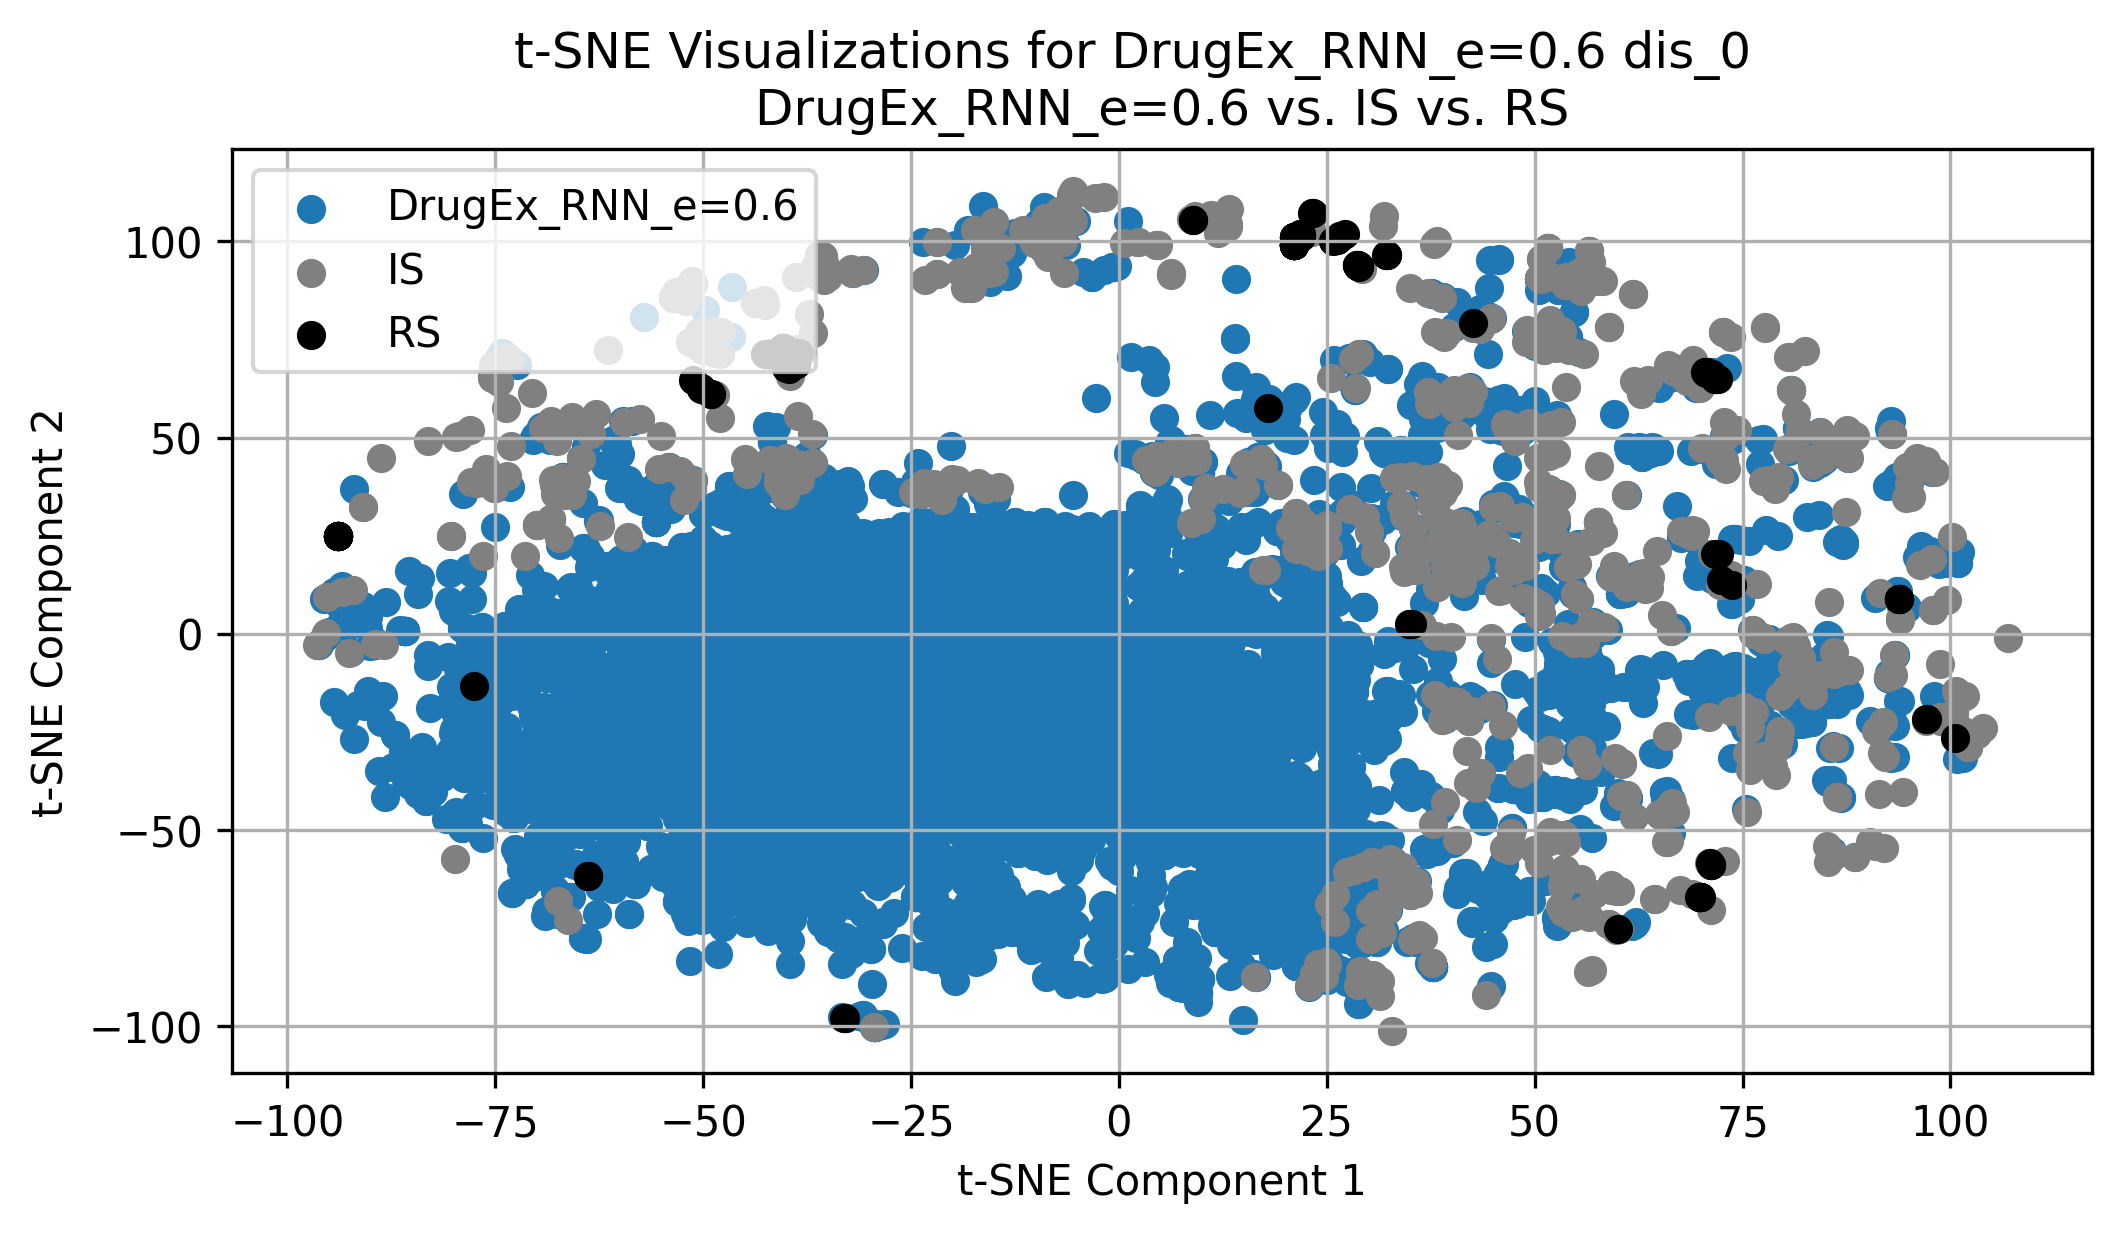 t-SNE Visualizations for DrugEx_RNN_e=0.6 dis_0
DrugEx_RNN_e=0.6 vs. IS vs. RS
DrugEx_RNN_e=0.6
IS
RS
t-SNE Component 2
100
50
0
−50
−100
−100 −75 −50 −25 0 25 50 75 100
t-SNE Component 1